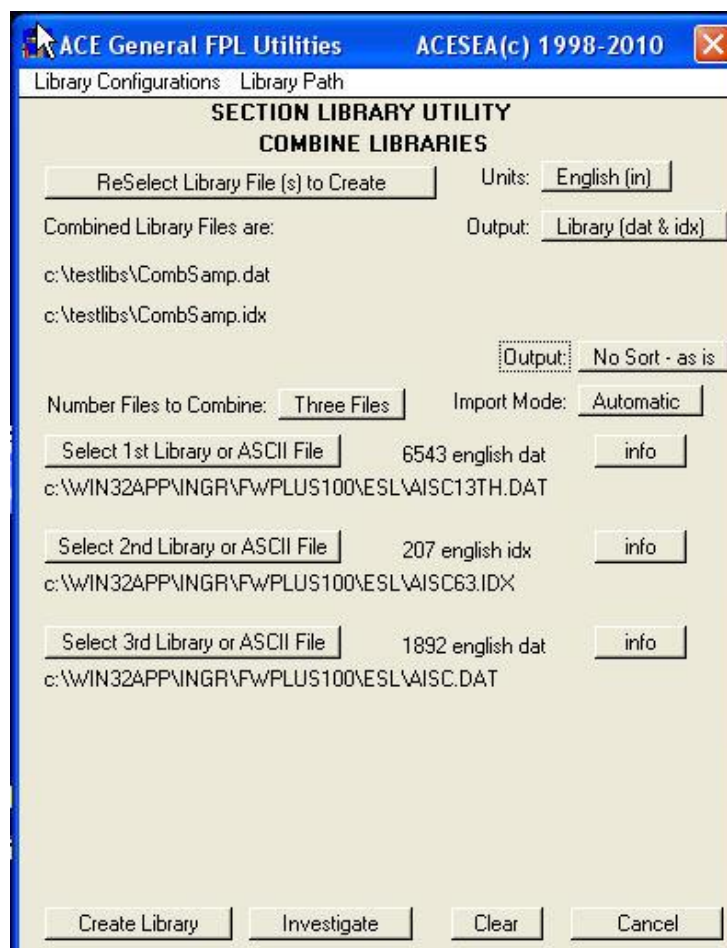 ACE General FPL Utilities ACESEA(c) 1998-2010
Library Configurations Library Path
SECTION LIBRARY UTILITY
COMBINE LIBRARIES
ReSelect Library File (s) to Create Units: English (in)
Combined Library Files are: Output: Library (dat & idx)
c:\testlibs\CombSamp.dat
c:\testlibs\CombSamp.idx
Output: No Sort - as is
Number Files to Combine: Three Files Import Mode: Automatic
Select 1st Library or ASCII File 6543 english dat info
c:\WIN32APP\INGR\FWPLUS100\ESL\AISC13TH.DAT
Select 2nd Library or ASCII File 207 english idx info
c:\WIN32APP\INGR\FWPLUS100\ESL\AISC63.IDX
Select 3rd Library or ASCII File 1892 english dat info
c:\WIN32APP\INGR\FWPLUS100\ESL\AISC.DAT
Create Library Investigate Clear Cancel